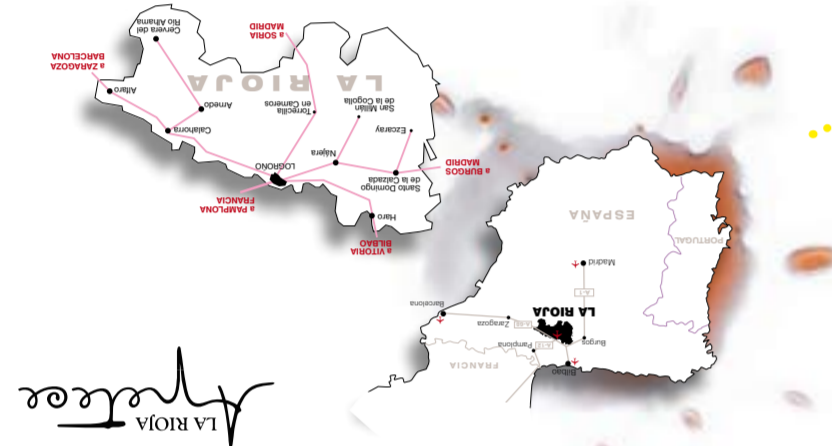 LA RIOJA
Apetece
FRANCIA
Bilbao
Pamplona
Burgos
Zaragoza
LA RIOJA
Barcelona
A-1
Madrid
PORTUGAL
ESPAÑA
a VITORIA
BILBAO
Haro
a PAMPLONA
FRANCIA
LOGROÑO
a BURGOS
MADRID
Santo Domingo
de la Calzada
Nájera
Ezcaray
San Millán
de la Cogolla
Torrecilla
en Cameros
Calahorra
Arnedo
Alfaro
LA RIOJA
a ZARAGOZA
BARCELONA
a SORIA
MADRID
Cervera del
Rio Alhama